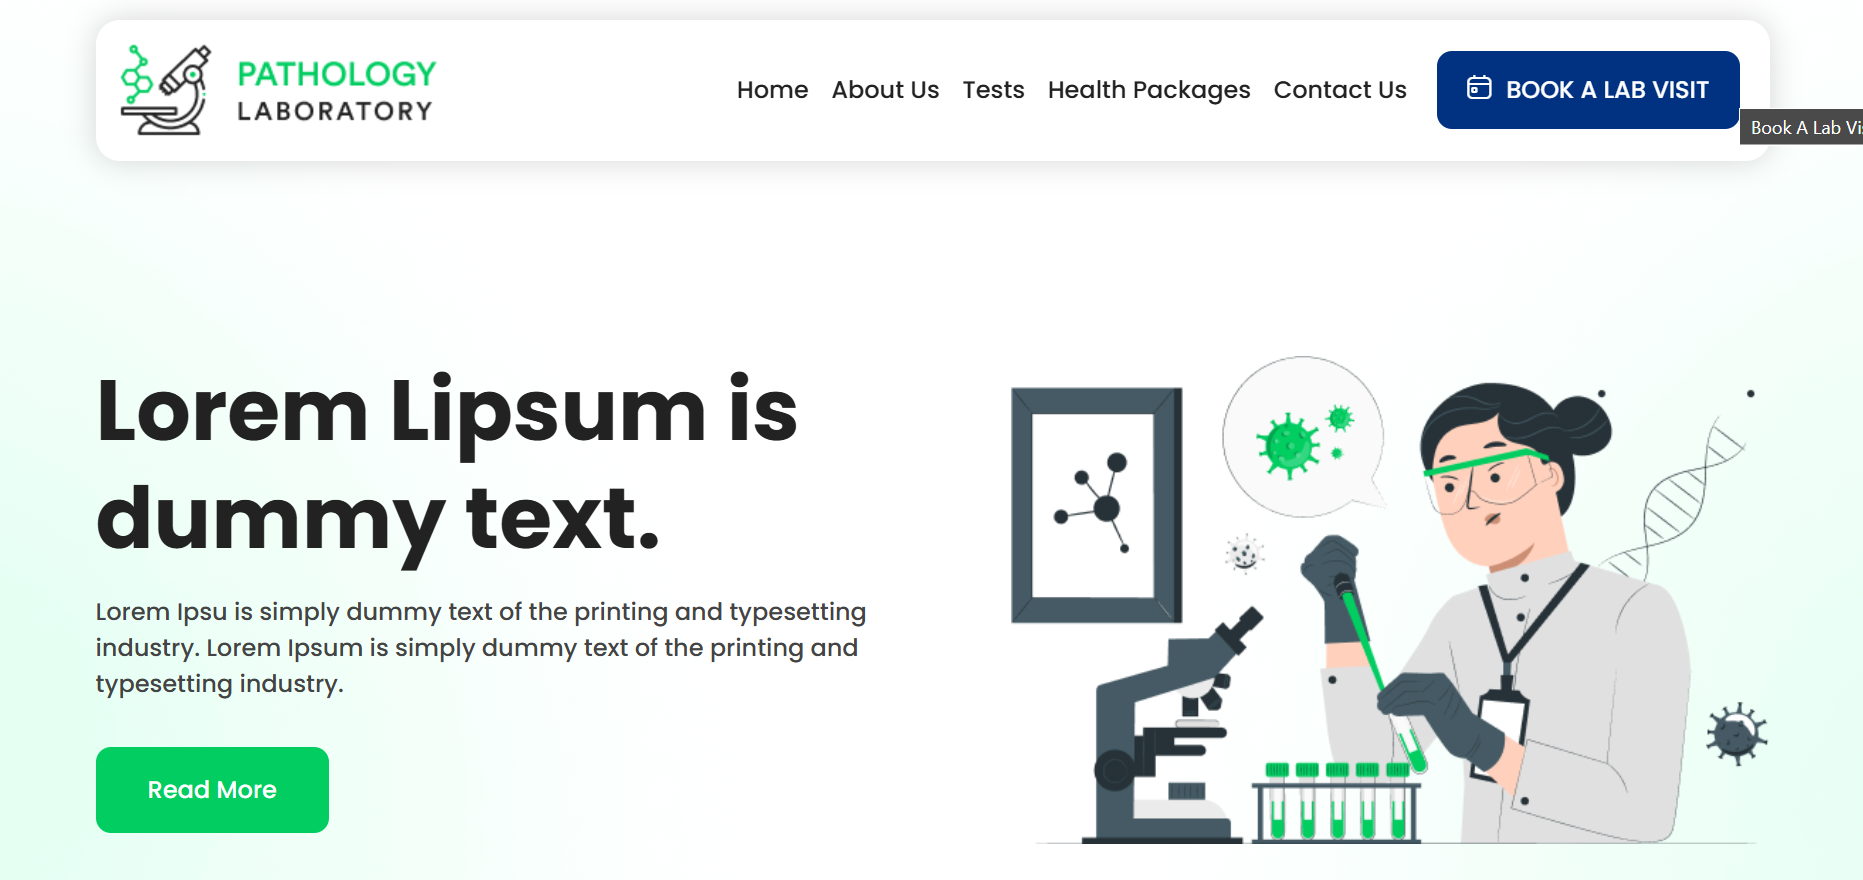 PATHOLOGY
LABORATORY
Home About Us Tests Health Packages Contact Us BOOK A LAB VISIT
Book A Lab
Lorem Lipsum is
dummy text.
Lorem Ipsu is simply dummy text of the printing and typesetting
industry. Lorem Ipsum is simply dummy text of the printing and
typesetting industry.
Read More